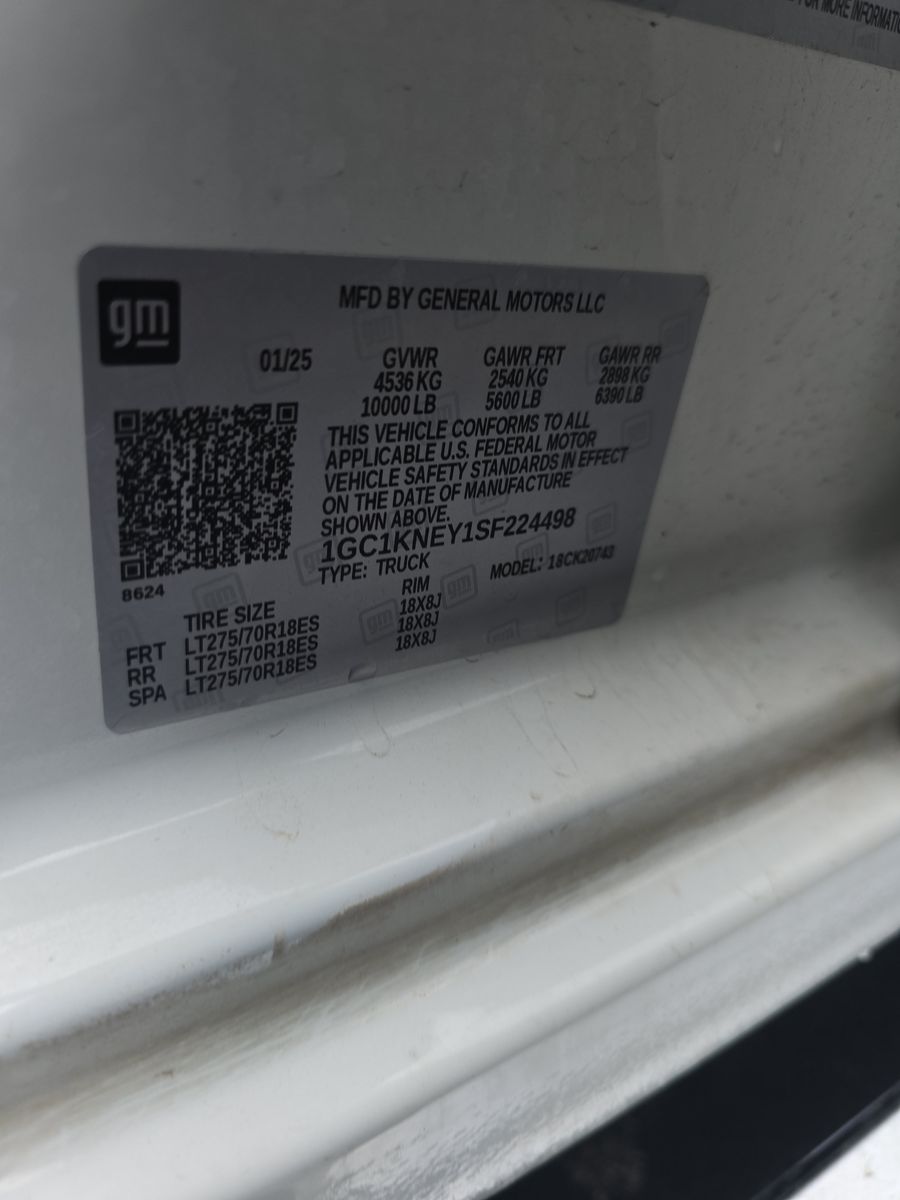 FOR MORE INFORMATION
gm
MFD BY GENERAL MOTORS LLC
01/25 GVWR GAWR FRT GAWR RR
4536 KG 2540 KG 2898 KG
10000 LB 5600 LB 6390 LB
THIS VEHICLE CONFORMS TO ALL
APPLICABLE U.S. FEDERAL MOTOR
VEHICLE SAFETY STANDARDS IN EFFECT
ON THE DATE OF MANUFACTURE
SHOWN ABOVE.
1GC1KNEY1SF224498
TYPE: TRUCK MODEL: 18CK20743
8624
TIRE SIZE RIM
FRT LT275/70R18ES 18X8J
RR LT275/70R18ES 18X8J
SPA LT275/70R18ES 18X8J